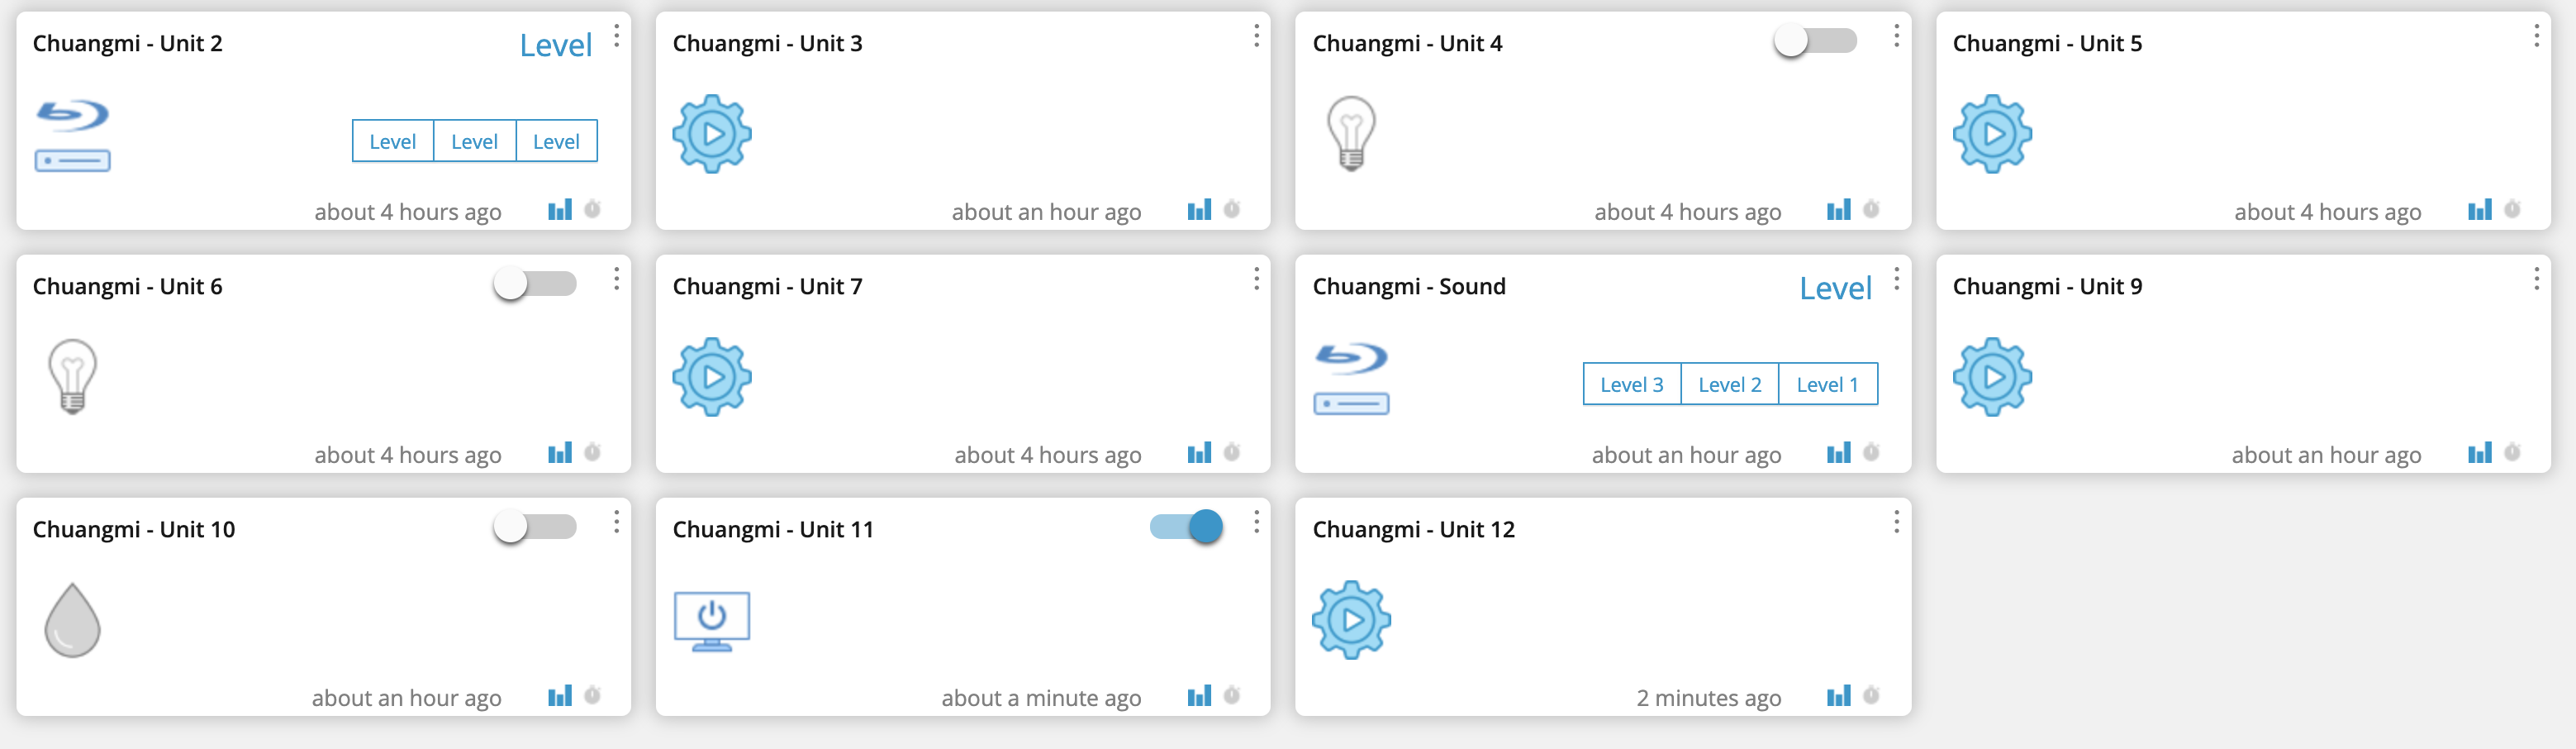 Chuangmi - Unit 2
Level
Level Level Level
about 4 hours ago
Chuangmi - Unit 3
about an hour ago
Chuangmi - Unit 4
about 4 hours ago
Chuangmi - Unit 5
about 4 hours ago
Chuangmi - Unit 6
about 4 hours ago
Chuangmi - Unit 7
about 4 hours ago
Chuangmi - Sound
Level
Level 3 Level 2 Level 1
about an hour ago
Chuangmi - Unit 9
about an hour ago
Chuangmi - Unit 10
about an hour ago
Chuangmi - Unit 11
about a minute ago
Chuangmi - Unit 12
2 minutes ago